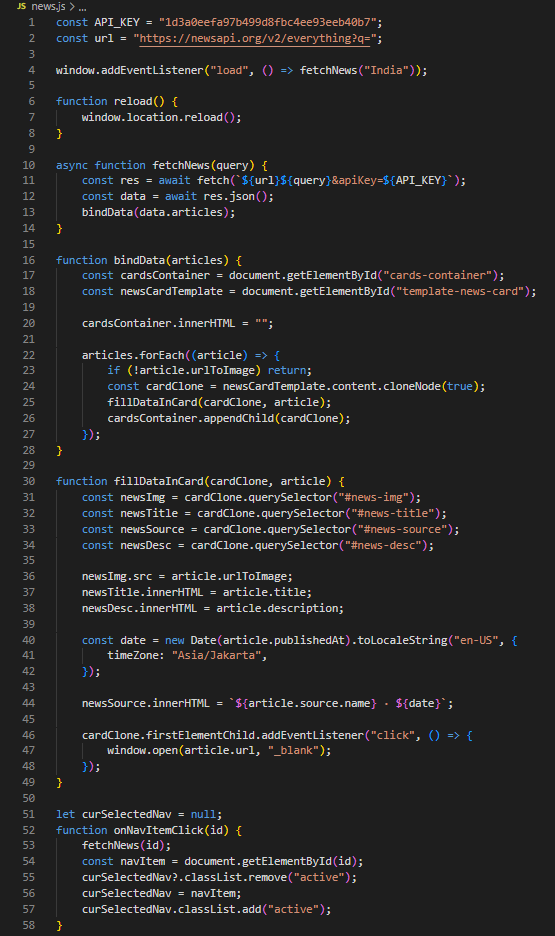 JS news.js > ...
1 const API_KEY = "1d3a0eefa97b499d8fbc4ee93eeb40b7";
2 const url = "https://newsapi.org/v2/everything?q=";
3
4 window.addEventListener("load", () => fetchNews("India"));
5
6 function reload() {
7     window.location.reload();
8 }
9
10 async function fetchNews(query) {
11     const res = await fetch(`${url}${query}&apiKey=${API_KEY}`);
12     const data = await res.json();
13     bindData(data.articles);
14 }
15
16 function bindData(articles) {
17     const cardsContainer = document.getElementById("cards-container");
18     const newsCardTemplate = document.getElementById("template-news-card");
19
20     cardsContainer.innerHTML = "";
21
22     articles.forEach((article) => {
23         if (!article.urlToImage) return;
24         const cardClone = newsCardTemplate.content.cloneNode(true);
25         fillDataInCard(cardClone, article);
26         cardsContainer.appendChild(cardClone);
27     });
28 }
29
30 function fillDataInCard(cardClone, article) {
31     const newsImg = cardClone.querySelector("#news-img");
32     const newsTitle = cardClone.querySelector("#news-title");
33     const newsSource = cardClone.querySelector("#news-source");
34     const newsDesc = cardClone.querySelector("#news-desc");
35
36     newsImg.src = article.urlToImage;
37     newsTitle.innerHTML = article.title;
38     newsDesc.innerHTML = article.description;
39
40     const date = new Date(article.publishedAt).toLocaleString("en-US", {
41         timeZone: "Asia/Jakarta",
42     });
43
44     newsSource.innerHTML = `${article.source.name} · ${date}`;
45
46     cardClone.firstElementChild.addEventListener("click", () => {
47         window.open(article.url, "_blank");
48     });
49 }
50
51 let curSelectedNav = null;
52 function onNavItemClick(id) {
53     fetchNews(id);
54     const navItem = document.getElementById(id);
55     curSelectedNav?.classList.remove("active");
56     curSelectedNav = navItem;
57     curSelectedNav.classList.add("active");
58 }